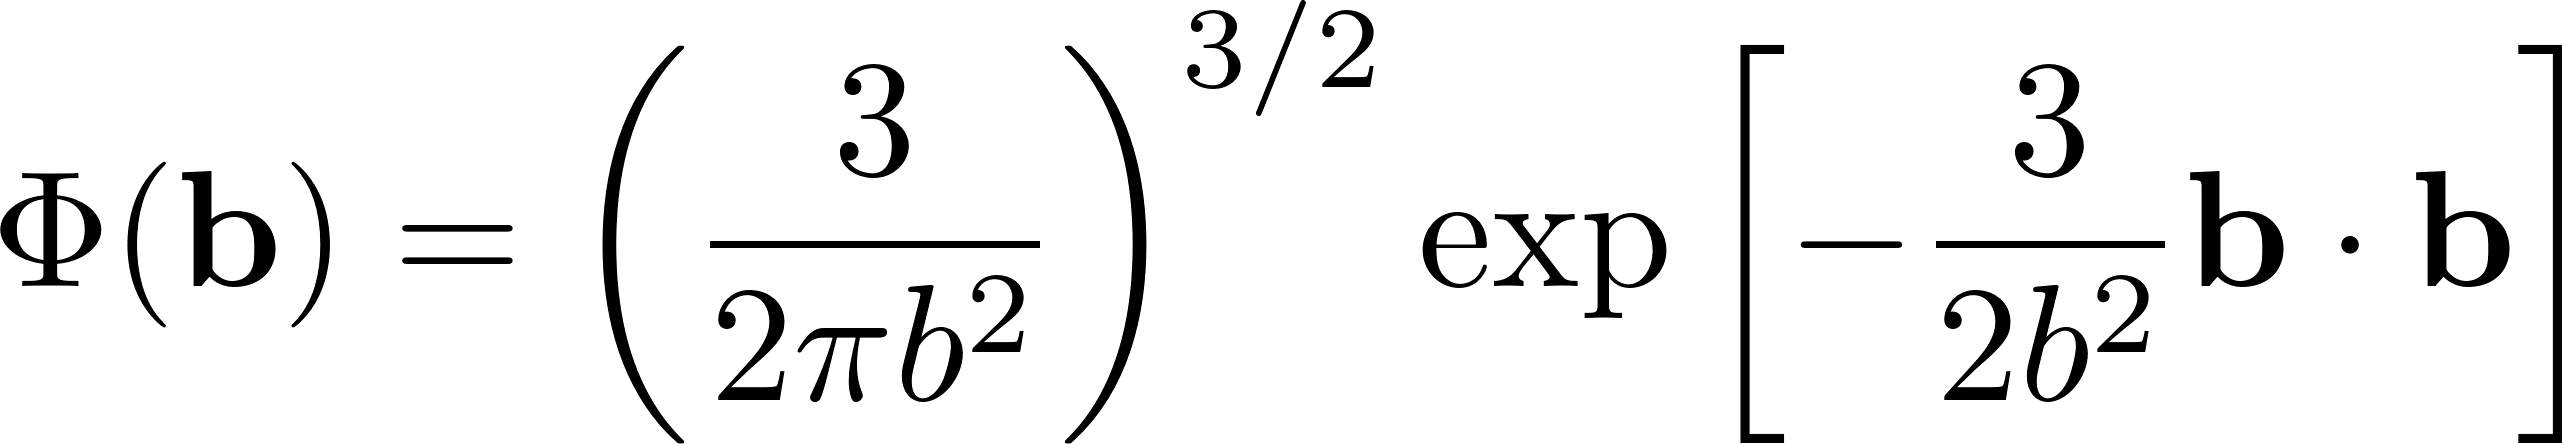 Φ(𝐛) = (3/(2πb²))^{3/2} exp[−(3/(2b²)) 𝐛 · 𝐛]